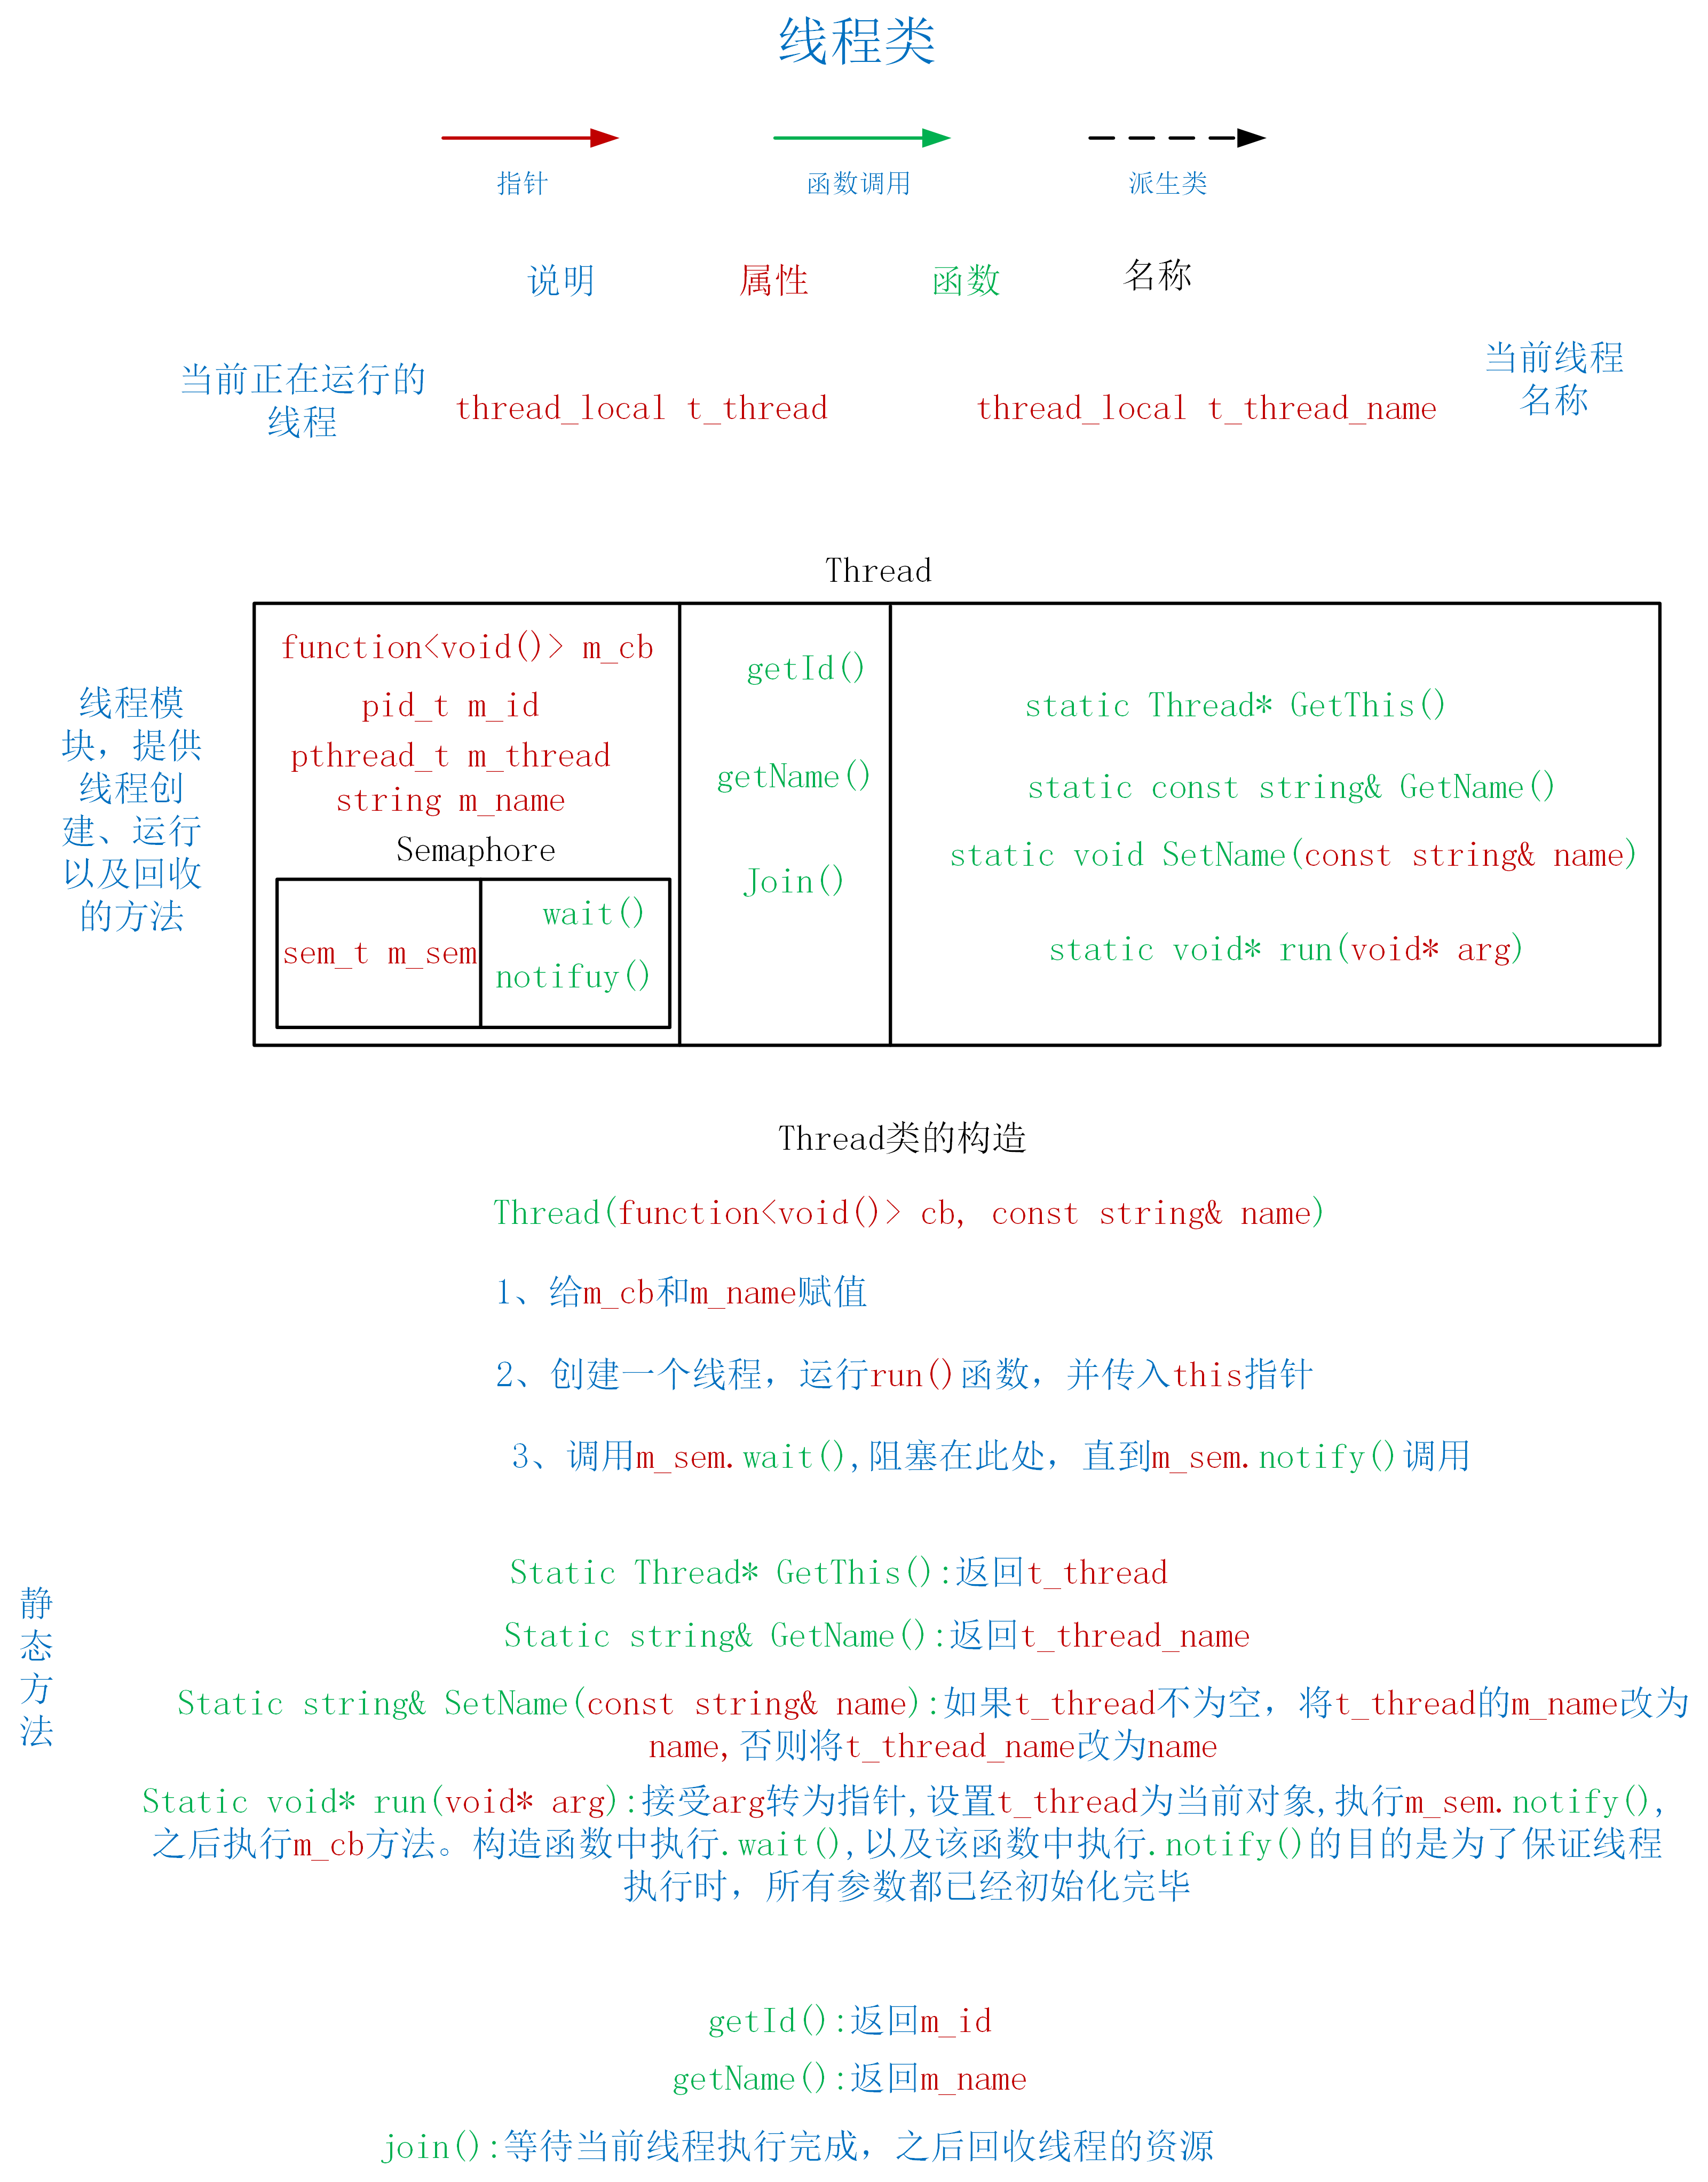 线程类
指针
函数调用
派生类
说明
属性
函数
名称
当前正在运行的
线程
thread_local t_thread
thread_local t_thread_name
当前线程
名称
Thread
线程模
块，提供
线程创
建、运行
以及回收
的方法
function<void()> m_cb
pid_t m_id
pthread_t m_thread
string m_name
Semaphore
sem_t m_sem
wait()
notifuy()
getId()
getName()
Join()
static Thread* GetThis()
static const string& GetName()
static void SetName(const string& name)
static void* run(void* arg)
Thread类的构造
Thread(function<void()> cb, const string& name)
1、给m_cb和m_name赋值
2、创建一个线程，运行run()函数，并传入this指针
3、调用m_sem.wait(),阻塞在此处，直到m_sem.notify()调用
静
态
方
法
Static Thread* GetThis():返回t_thread
Static string& GetName():返回t_thread_name
Static string& SetName(const string& name):如果t_thread不为空，将t_thread的m_name改为
name,否则将t_thread_name改为name
Static void* run(void* arg):接受arg转为指针,设置t_thread为当前对象,执行m_sem.notify(),
之后执行m_cb方法。构造函数中执行.wait(),以及该函数中执行.notify()的目的是为了保证线程
执行时，所有参数都已经初始化完毕
getId():返回m_id
getName():返回m_name
join():等待当前线程执行完成，之后回收线程的资源